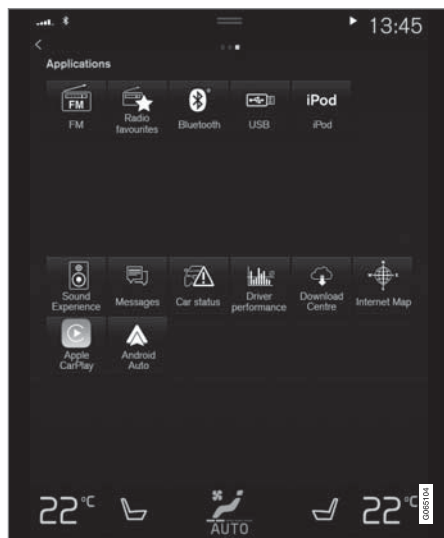 13:45
Applications
FM
FM
Radio
favourites
Bluetooth
USB
iPod
iPod
Sound
Experience
Messages
Car status
Driver
performance
Download
Centre
Internet Map
Apple
CarPlay
Android
Auto
22°C
AUTO
22°C
G065104